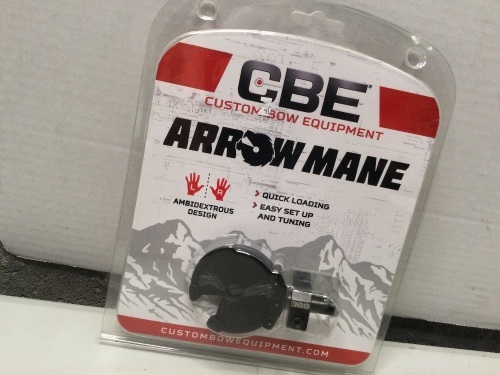 CBE
CUSTOM BOW EQUIPMENT
ARROW MANE
L R
AMBIDEXTROUS
DESIGN
QUICK LOADING
EASY SET UP
AND TUNING
CUSTOMBOWEQUIPMENT.COM